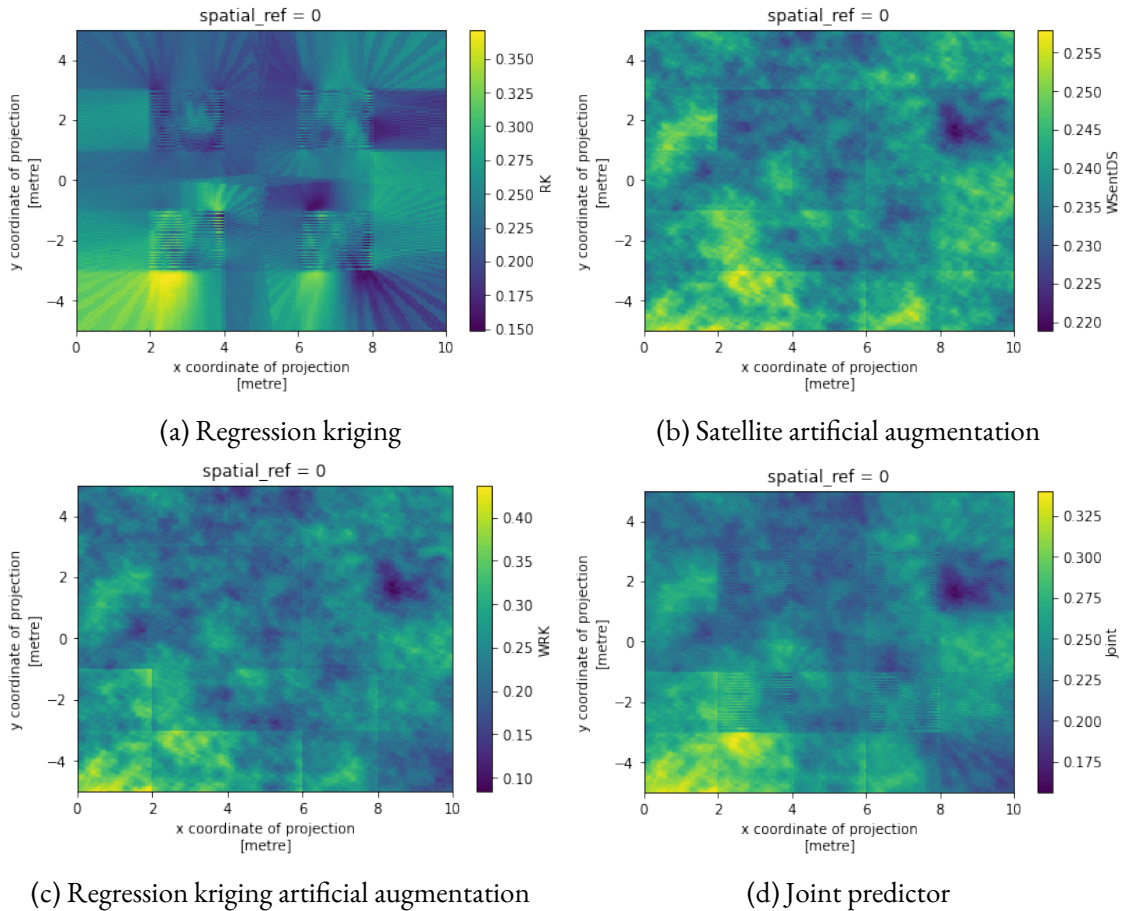 spatial_ref = 0
4
2
0
−2
−4
y coordinate of projection
[metre]
0
2
4
6
8
10
x coordinate of projection
[metre]
0.350
0.325
0.300
0.275
0.250
0.225
0.200
0.175
0.150
RK
(a) Regression kriging
spatial_ref = 0
4
2
0
−2
−4
y coordinate of projection
[metre]
0
2
4
6
8
10
x coordinate of projection
[metre]
0.255
0.250
0.245
0.240
0.235
0.230
0.225
0.220
WSentDS
(b) Satellite artificial augmentation
spatial_ref = 0
4
2
0
−2
−4
y coordinate of projection
[metre]
0
2
4
6
8
10
x coordinate of projection
[metre]
0.40
0.35
0.30
0.25
0.20
0.15
0.10
WRK
(c) Regression kriging artificial augmentation
spatial_ref = 0
4
2
0
−2
−4
y coordinate of projection
[metre]
0
2
4
6
8
10
x coordinate of projection
[metre]
0.325
0.300
0.275
0.250
0.225
0.200
0.175
Joint
(d) Joint predictor